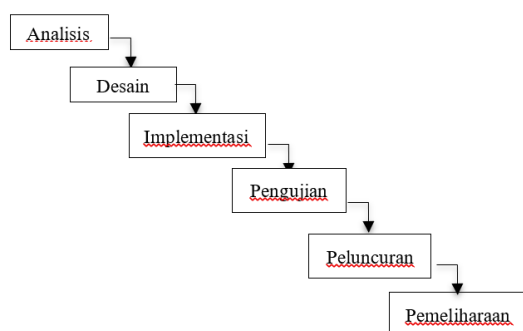 Analisis
Desain
Implementasi
Pengujian
Peluncuran
Pemeliharaan